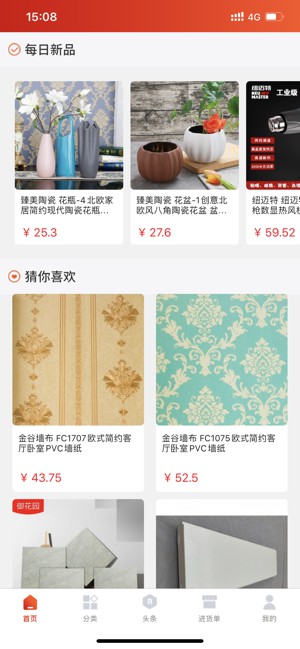 15:08
4G
每日新品
纽迈特
NEU
MASTER
工业级
臻美陶瓷 花瓶-4北欧家
居简约现代陶瓷花瓶...
¥ 25.3
臻美陶瓷 花盆-1创意北
欧风八角陶瓷花盆 盆...
¥ 27.6
纽迈特 纽迈特
枪数显热风
¥ 59.52
猜你喜欢
金谷墙布 FC1707欧式简约客
厅卧室PVC墙纸
¥ 43.75
金谷墙布 FC1075欧式简约客
厅卧室PVC墙纸
¥ 52.5
御花园
首页
分类
头条
进货单
我的